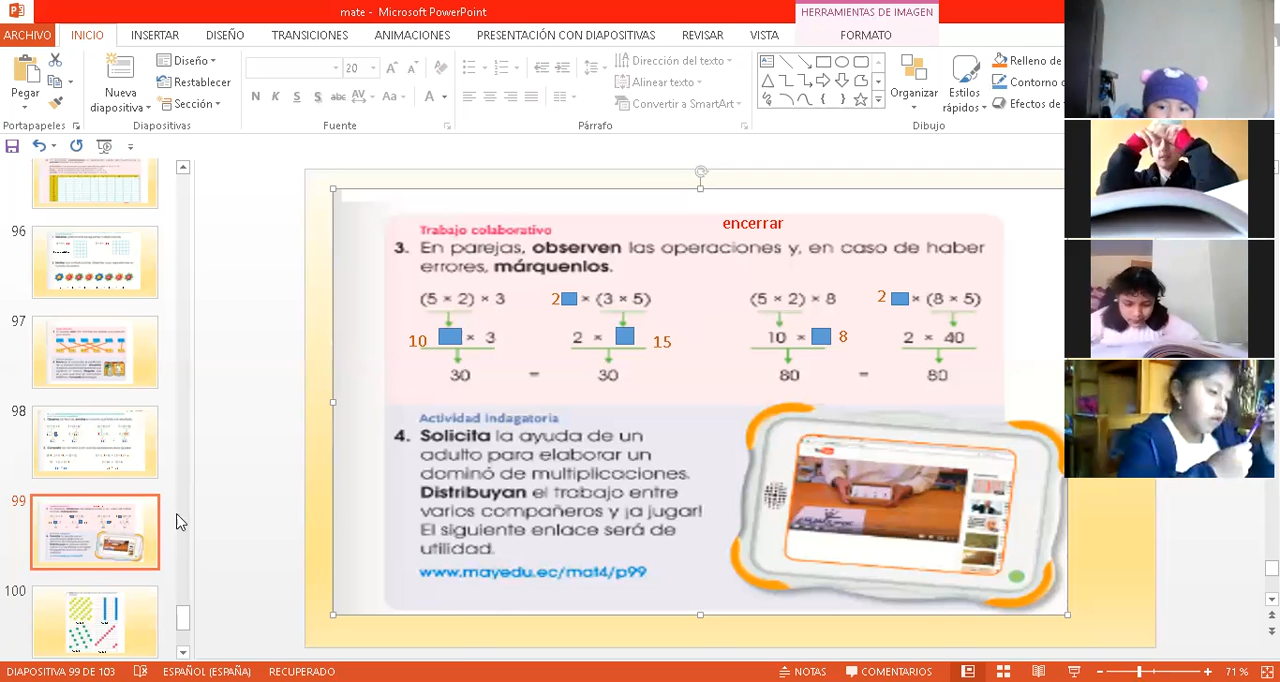 mate - Microsoft PowerPoint
HERRAMIENTAS DE IMAGEN
ARCHIVO INICIO INSERTAR DISEÑO TRANSICIONES ANIMACIONES PRESENTACIÓN CON DIAPOSITIVAS REVISAR VISTA FORMATO
Pegar
Nueva diapositiva
Diseño
Restablecer
Sección
20
N K S S abc AV Aa A
Dirección del texto
Alinear texto
Convertir a SmartArt
Organizar
Estilos rápidos
Relleno de
Contorno
Efectos de
Portapapeles Diapositivas Fuente Párrafo Dibujo
96
97
98
99
100
Trabajo colaborativo
encerrar
3. En parejas, observen las operaciones y, en caso de haber
errores, márquenlos.
(5 × 2) × 3 2 × (3 × 5) (5 × 2) × 8 2 × (8 × 5)
10 × 3 2 × 15 10 × 8 2 × 40
30 = 30 80 = 80
Actividad indagatoria
4. Solicita la ayuda de un
adulto para elaborar un
dominó de multiplicaciones.
Distribuyan el trabajo entre
varios compañeros y ¡a jugar!
El siguiente enlace será de
utilidad.
www.mayedu.ec/mat4/p99
DIAPOSITIVA 99 DE 103 ESPAÑOL (ESPAÑA) RECUPERADO NOTAS COMENTARIOS 71 %